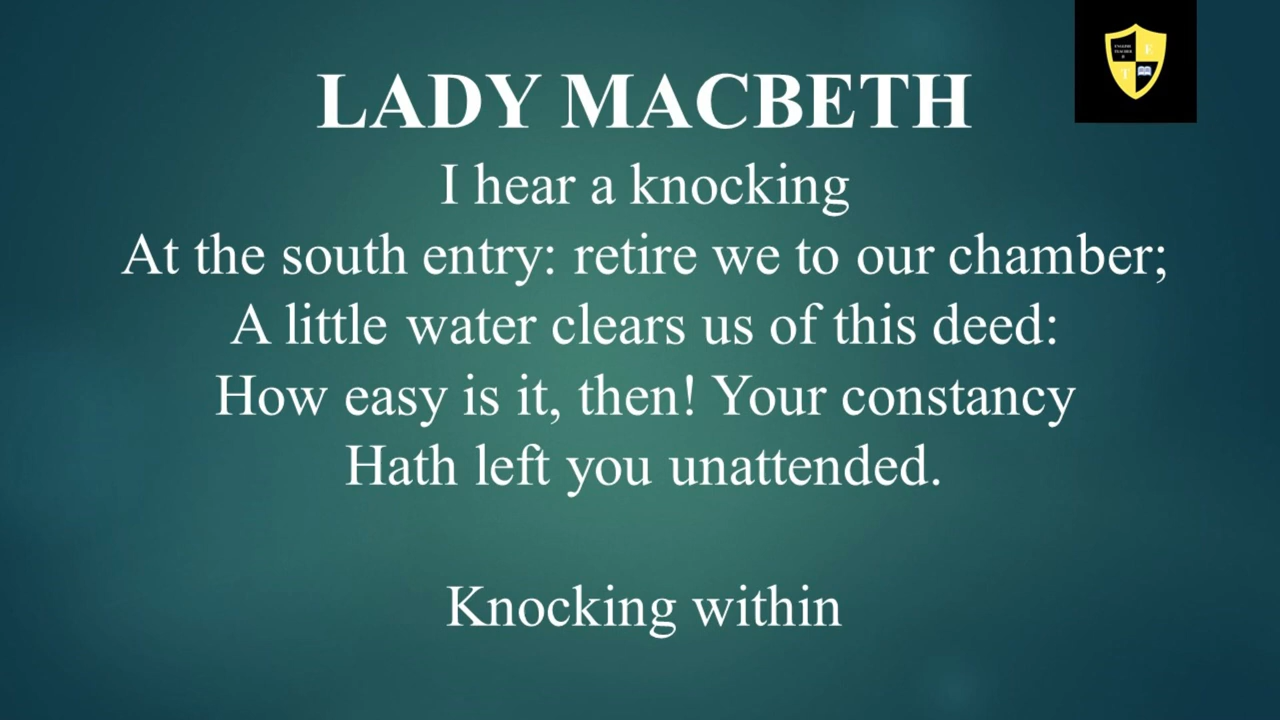 LADY MACBETH
I hear a knocking
At the south entry: retire we to our chamber;
A little water clears us of this deed:
How easy is it, then! Your constancy
Hath left you unattended.
Knocking within
E
T